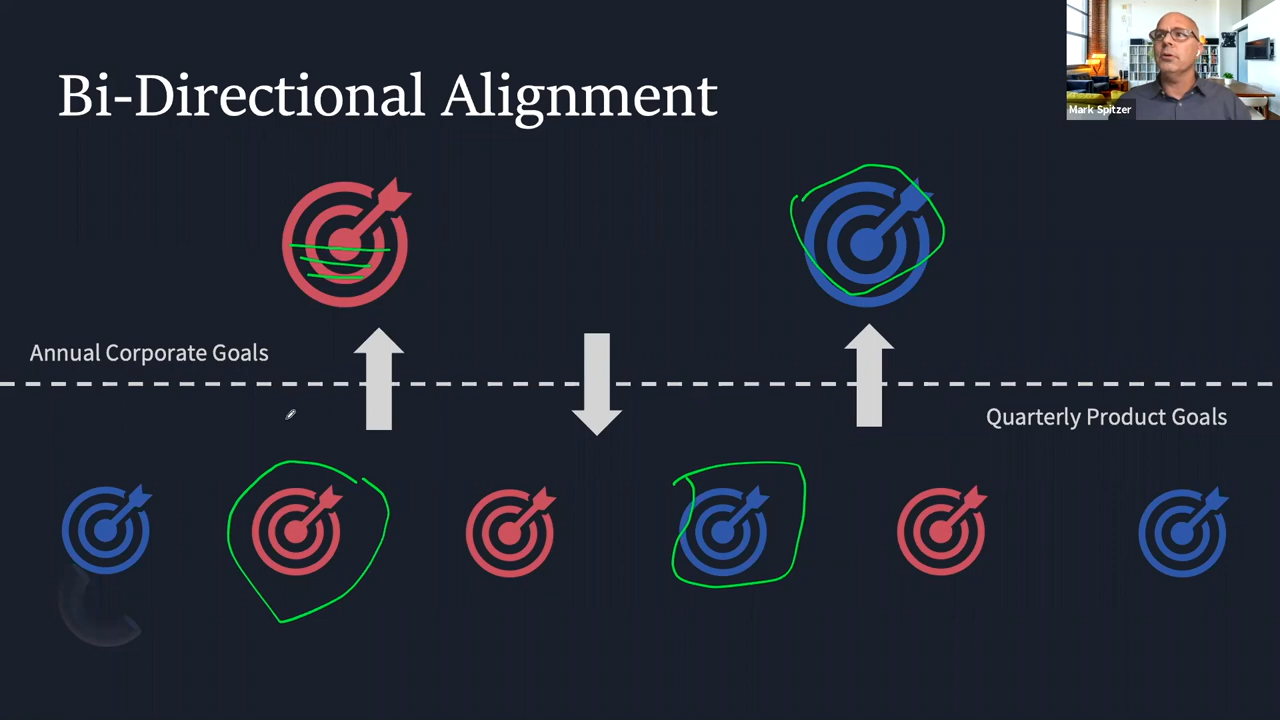 Bi-Directional Alignment
Mark Spitzer
Annual Corporate Goals
Quarterly Product Goals